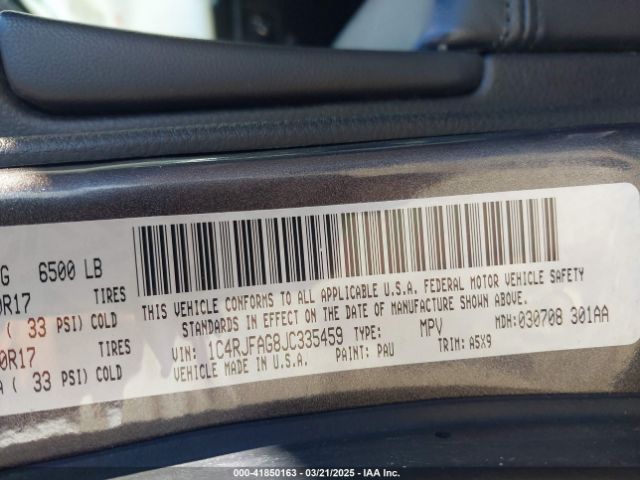 G 6500 LB
0R17 TIRES
( 33 PSI) COLD
0R17 TIRES
A ( 33 PSI) COLD
THIS VEHICLE CONFORMS TO ALL APPLICABLE U.S.A. FEDERAL MOTOR VEHICLE SAFETY
STANDARDS IN EFFECT ON THE DATE OF MANUFACTURE SHOWN ABOVE.
VIN: 1C4RJFAG8JC335459 TYPE: MPV MDH: 030708 301AA
VEHICLE MADE IN U.S.A. PAINT: PAU TRIM: A5X9
000-41850163 — 03/21/2025 — IAA Inc.